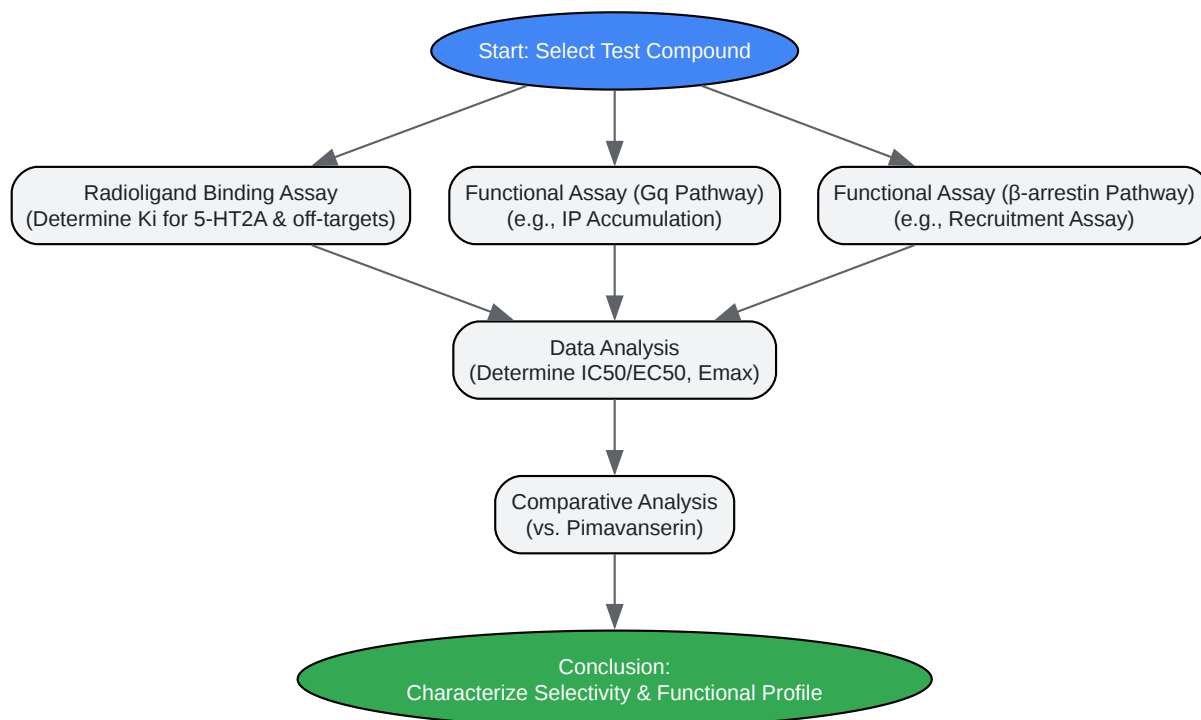 Start: Select Test Compound
Radioligand Binding Assay
(Determine Ki for 5-HT2A & off-targets)
Functional Assay (Gq Pathway)
(e.g., IP Accumulation)
Functional Assay (β-arrestin Pathway)
(e.g., Recruitment Assay)
Data Analysis
(Determine IC50/EC50, Emax)
Comparative Analysis
(vs. Pimavanserin)
Conclusion:
Characterize Selectivity & Functional Profile